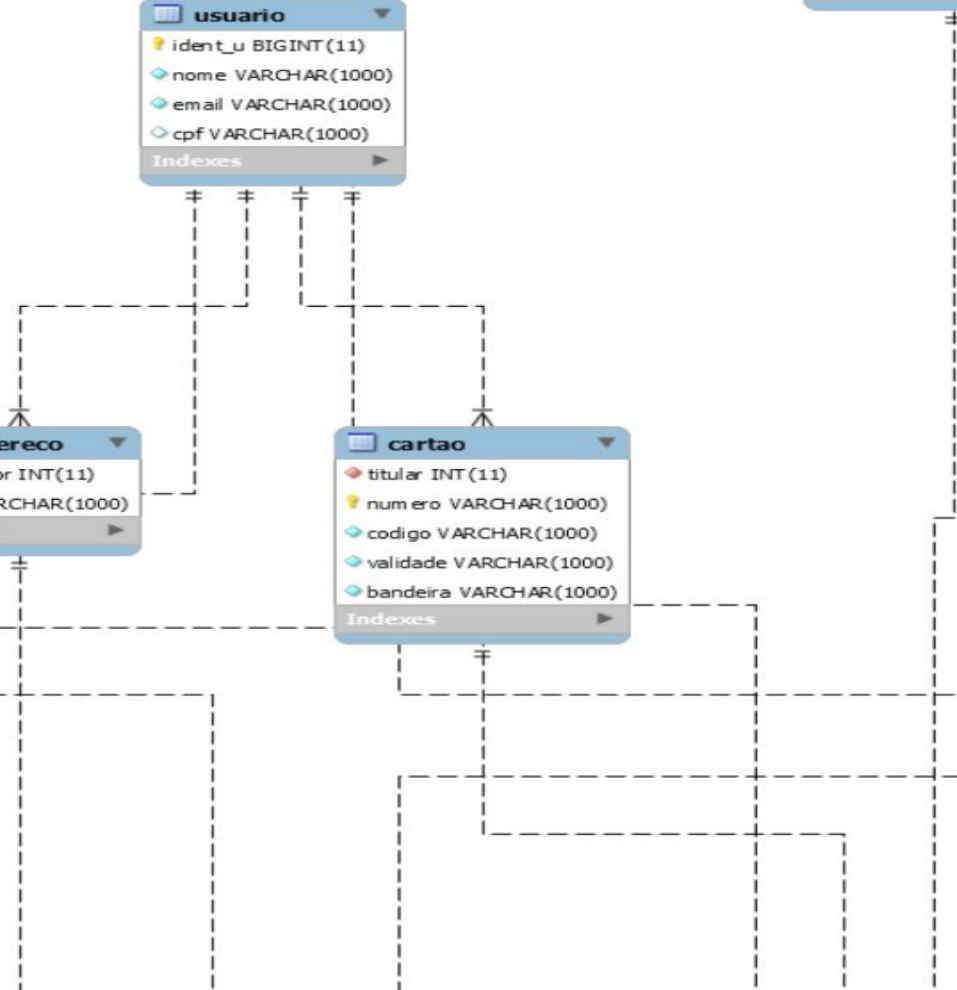 usuario
ident_u BIGINT(11)
nome VARCHAR(1000)
email VARCHAR(1000)
cpf VARCHAR(1000)
Indexes
ereco
or INT(11)
RCHAR(1000)
cartao
titular INT(11)
numero VARCHAR(1000)
codigo VARCHAR(1000)
validade VARCHAR(1000)
bandeira VARCHAR(1000)
Indexes